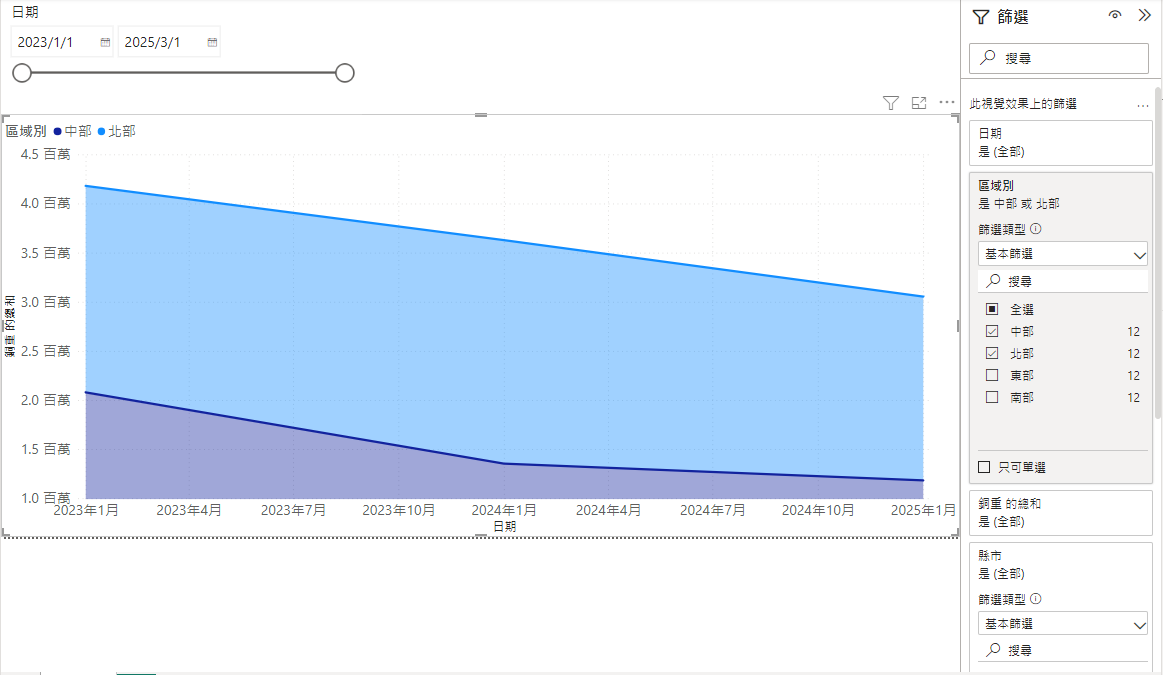 日期
2023/1/1 2025/3/1
區域別 中部 北部
4.5 百萬
4.0 百萬
3.5 百萬
3.0 百萬
2.5 百萬
2.0 百萬
1.5 百萬
1.0 百萬
銷重 的總和
2023年1月 2023年4月 2023年7月 2023年10月 2024年1月 2024年4月 2024年7月 2024年10月 2025年1月
日期
篩選
搜尋
此視覺效果上的篩選
日期
是 (全部)
區域別
是 中部 或 北部
篩選類型
基本篩選
搜尋
全選
中部 12
北部 12
東部 12
南部 12
只可單選
銷重 的總和
是 (全部)
縣市
是 (全部)
篩選類型
基本篩選
搜尋